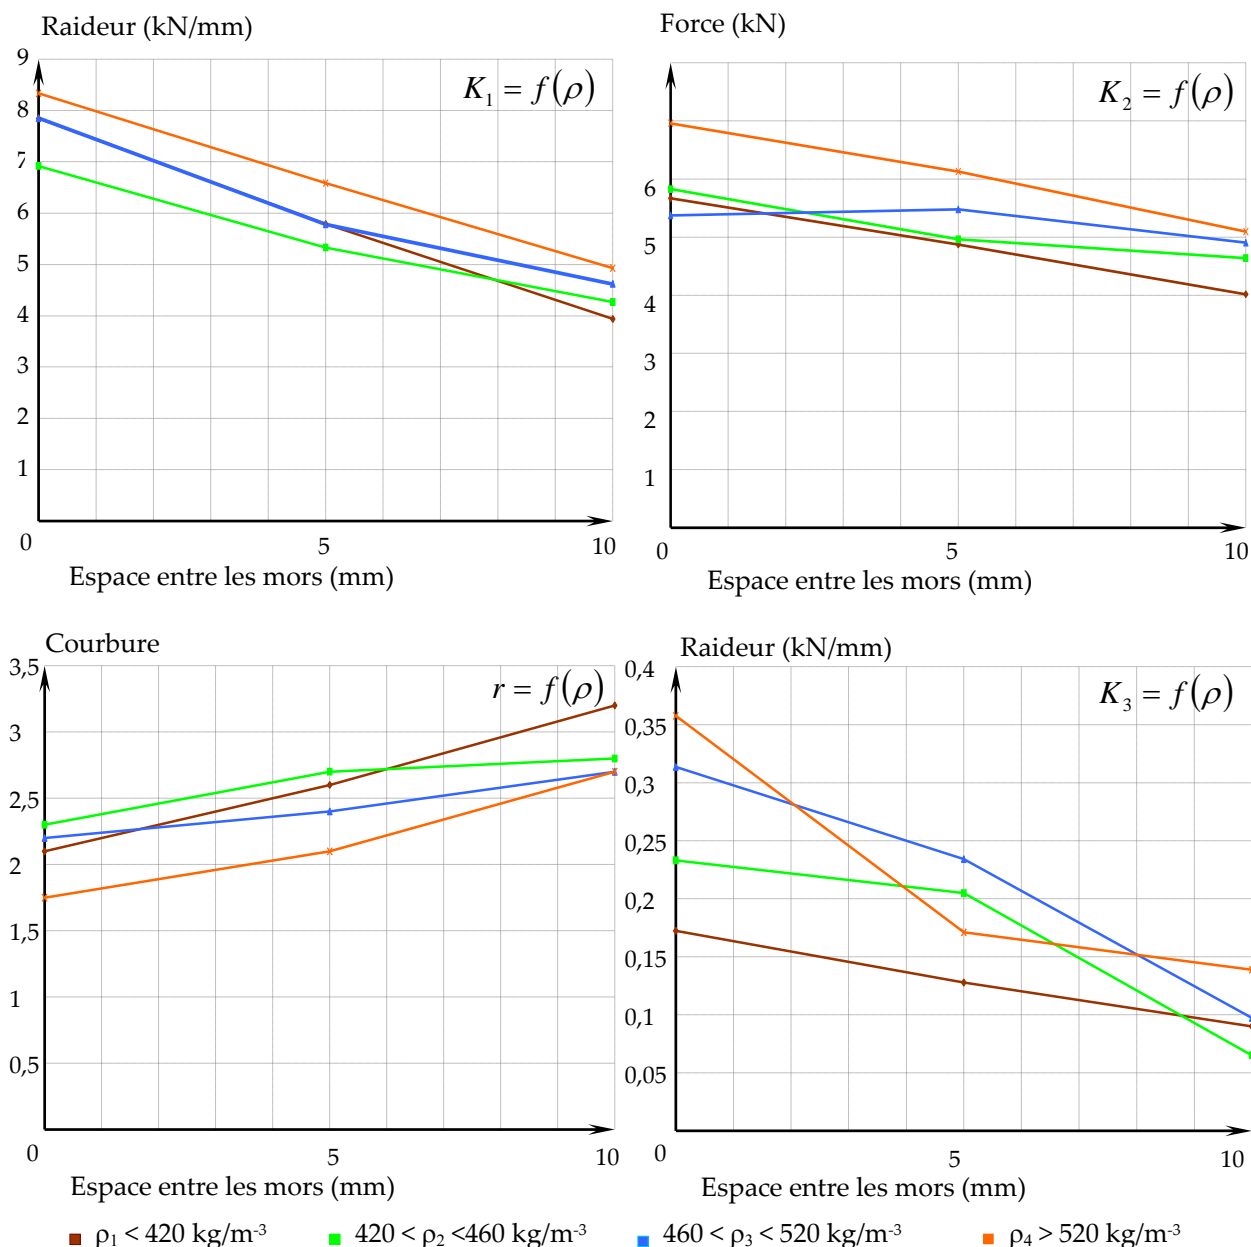 Raideur (kN/mm)
9
8
7
6
5
4
3
2
1
0
5
10
K₁ = f(ρ)
Espace entre les mors (mm)
Force (kN)
6
5
4
3
2
1
0
5
10
K₂ = f(ρ)
Espace entre les mors (mm)
Courbure
3,5
3
2,5
2
1,5
1
0,5
0
5
10
r = f(ρ)
Espace entre les mors (mm)
Raideur (kN/mm)
0,4
0,35
0,3
0,25
0,2
0,15
0,1
0,05
0
5
10
K₃ = f(ρ)
Espace entre les mors (mm)
ρ₁ < 420 kg/m⁻³
420 < ρ₂ <460 kg/m⁻³
460 < ρ₃ < 520 kg/m⁻³
ρ₄ > 520 kg/m⁻³